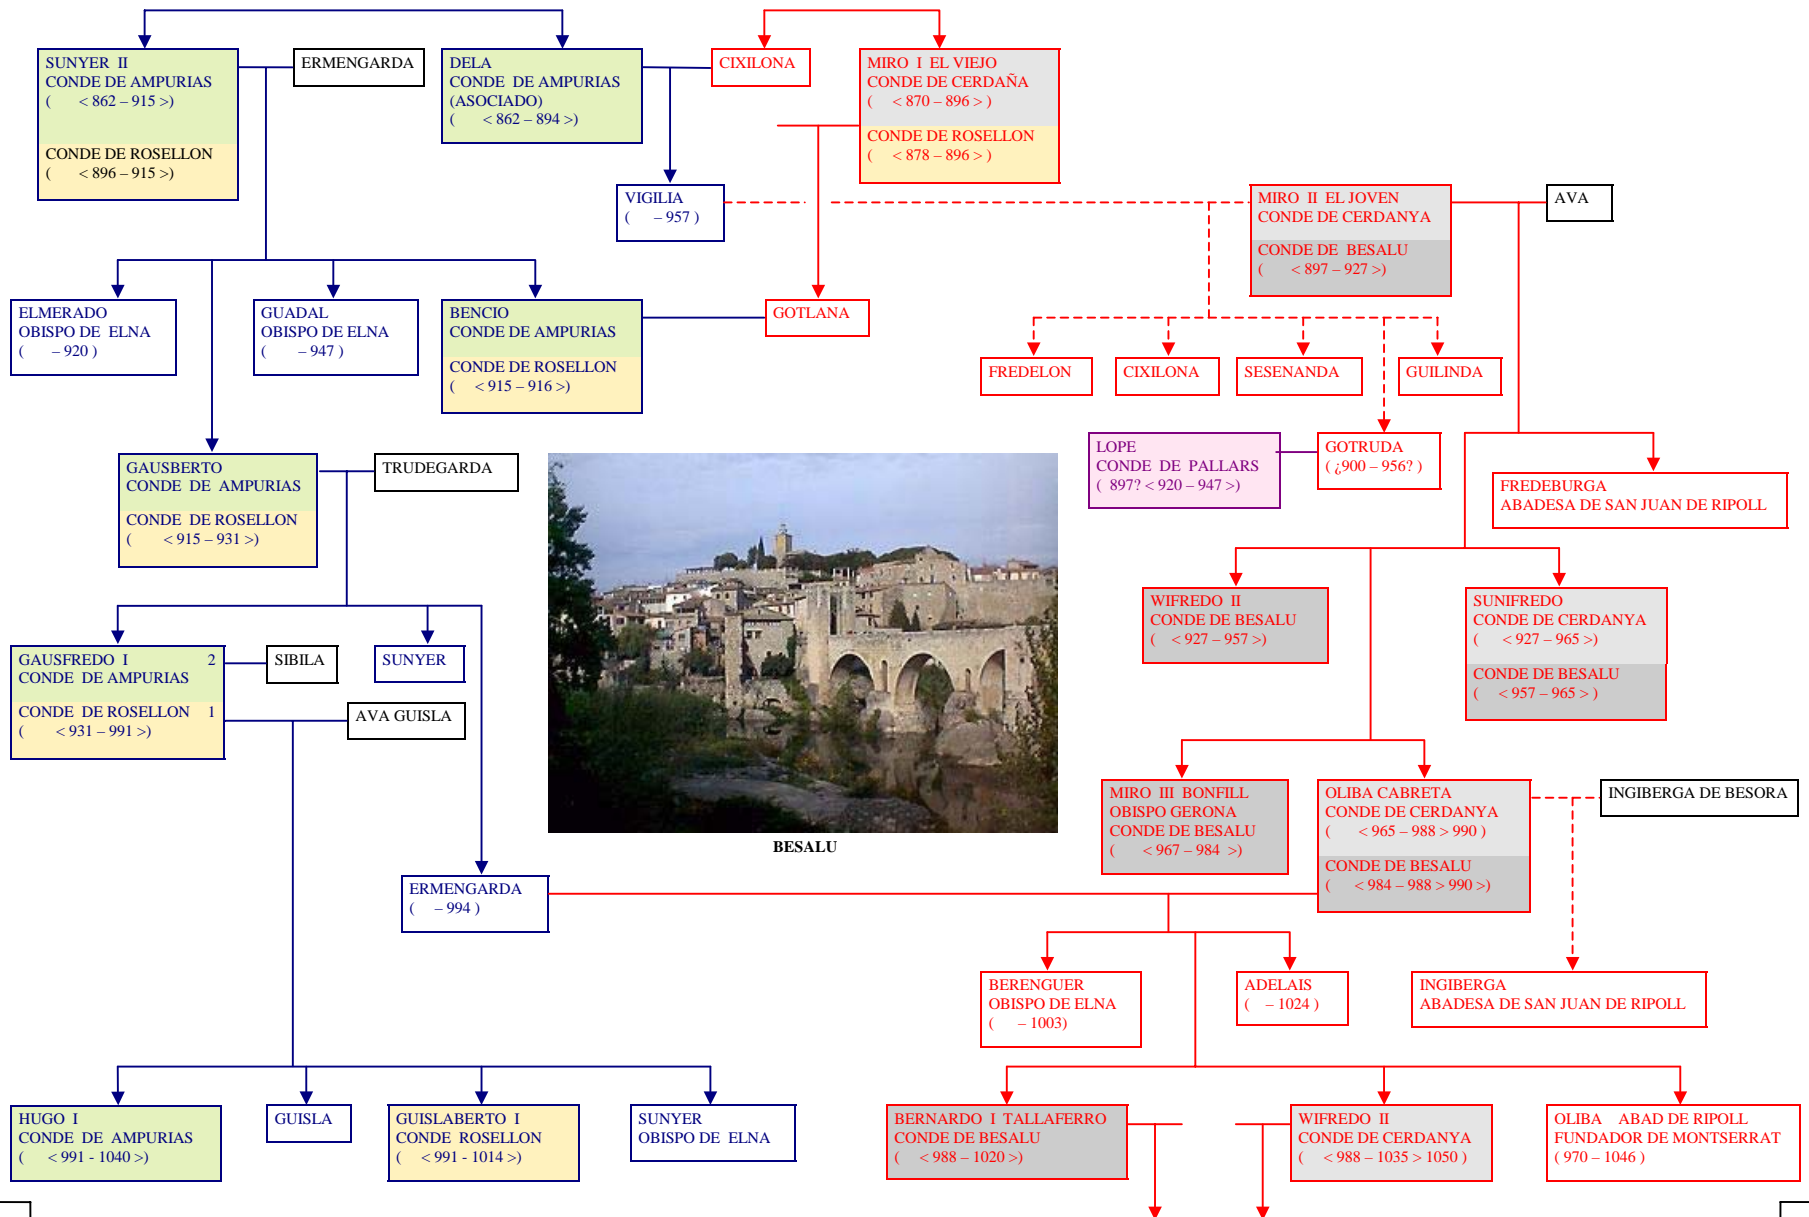 SUNYER II
CONDE DE AMPURIAS
( < 862 – 915 >)
CONDE DE ROSELLON
( < 896 – 915 >)
ERMENGARDA
DELA
CONDE DE AMPURIAS
(ASOCIADO)
( < 862 – 894 >)
CIXILONA
MIRO I EL VIEJO
CONDE DE CERDAÑA
( < 870 – 896 > )
CONDE DE ROSELLON
( < 878 – 896 > )
VIGILIA
( – 957 )
MIRO II EL JOVEN
CONDE DE CERDANYA
CONDE DE BESALU
( < 897 – 927 >)
AVA
ELMERADO
OBISPO DE ELNA
( – 920 )
GUADAL
OBISPO DE ELNA
( – 947 )
BENCIO
CONDE DE AMPURIAS
CONDE DE ROSELLON
( < 915 – 916 >)
GOTLANA
FREDELON
CIXILONA
SESENANDA
GUILINDA
GAUSBERTO
CONDE DE AMPURIAS
CONDE DE ROSELLON
( < 915 – 931 >)
TRUDEGARDA
LOPE
CONDE DE PALLARS
( 897? < 920 – 947 >)
GOTRUDA
( ¿900 – 956? )
FREDEBURGA
ABADESA DE SAN JUAN DE RIPOLL
WIFREDO II
CONDE DE BESALU
( < 927 – 957 >)
SUNIFREDO
CONDE DE CERDANYA
( < 927 – 965 >)
CONDE DE BESALU
( < 957 – 965 > )
GAUSFREDO I 2
CONDE DE AMPURIAS
CONDE DE ROSELLON 1
( < 931 – 991 >)
SIBILA
SUNYER
AVA GUISLA
MIRO III BONFILL
OBISPO GERONA
CONDE DE BESALU
( < 967 – 984 >)
OLIBA CABRETA
CONDE DE CERDANYA
( < 965 – 988 > 990 )
CONDE DE BESALU
( < 984 – 988 > 990 >)
INGIBERGA DE BESORA
BESALU
ERMENGARDA
( – 994 )
BERENGUER
OBISPO DE ELNA
( – 1003)
ADELAIS
( – 1024 )
INGIBERGA
ABADESA DE SAN JUAN DE RIPOLL
HUGO I
CONDE DE AMPURIAS
( < 991 - 1040 >)
GUISLA
GUISLABERTO I
CONDE ROSELLON
( < 991 - 1014 >)
SUNYER
OBISPO DE ELNA
BERNARDO I TALLAFERRO
CONDE DE BESALU
( < 988 – 1020 >)
WIFREDO II
CONDE DE CERDANYA
( < 988 – 1035 > 1050 )
OLIBA ABAD DE RIPOLL
FUNDADOR DE MONTSERRAT
( 970 – 1046 )